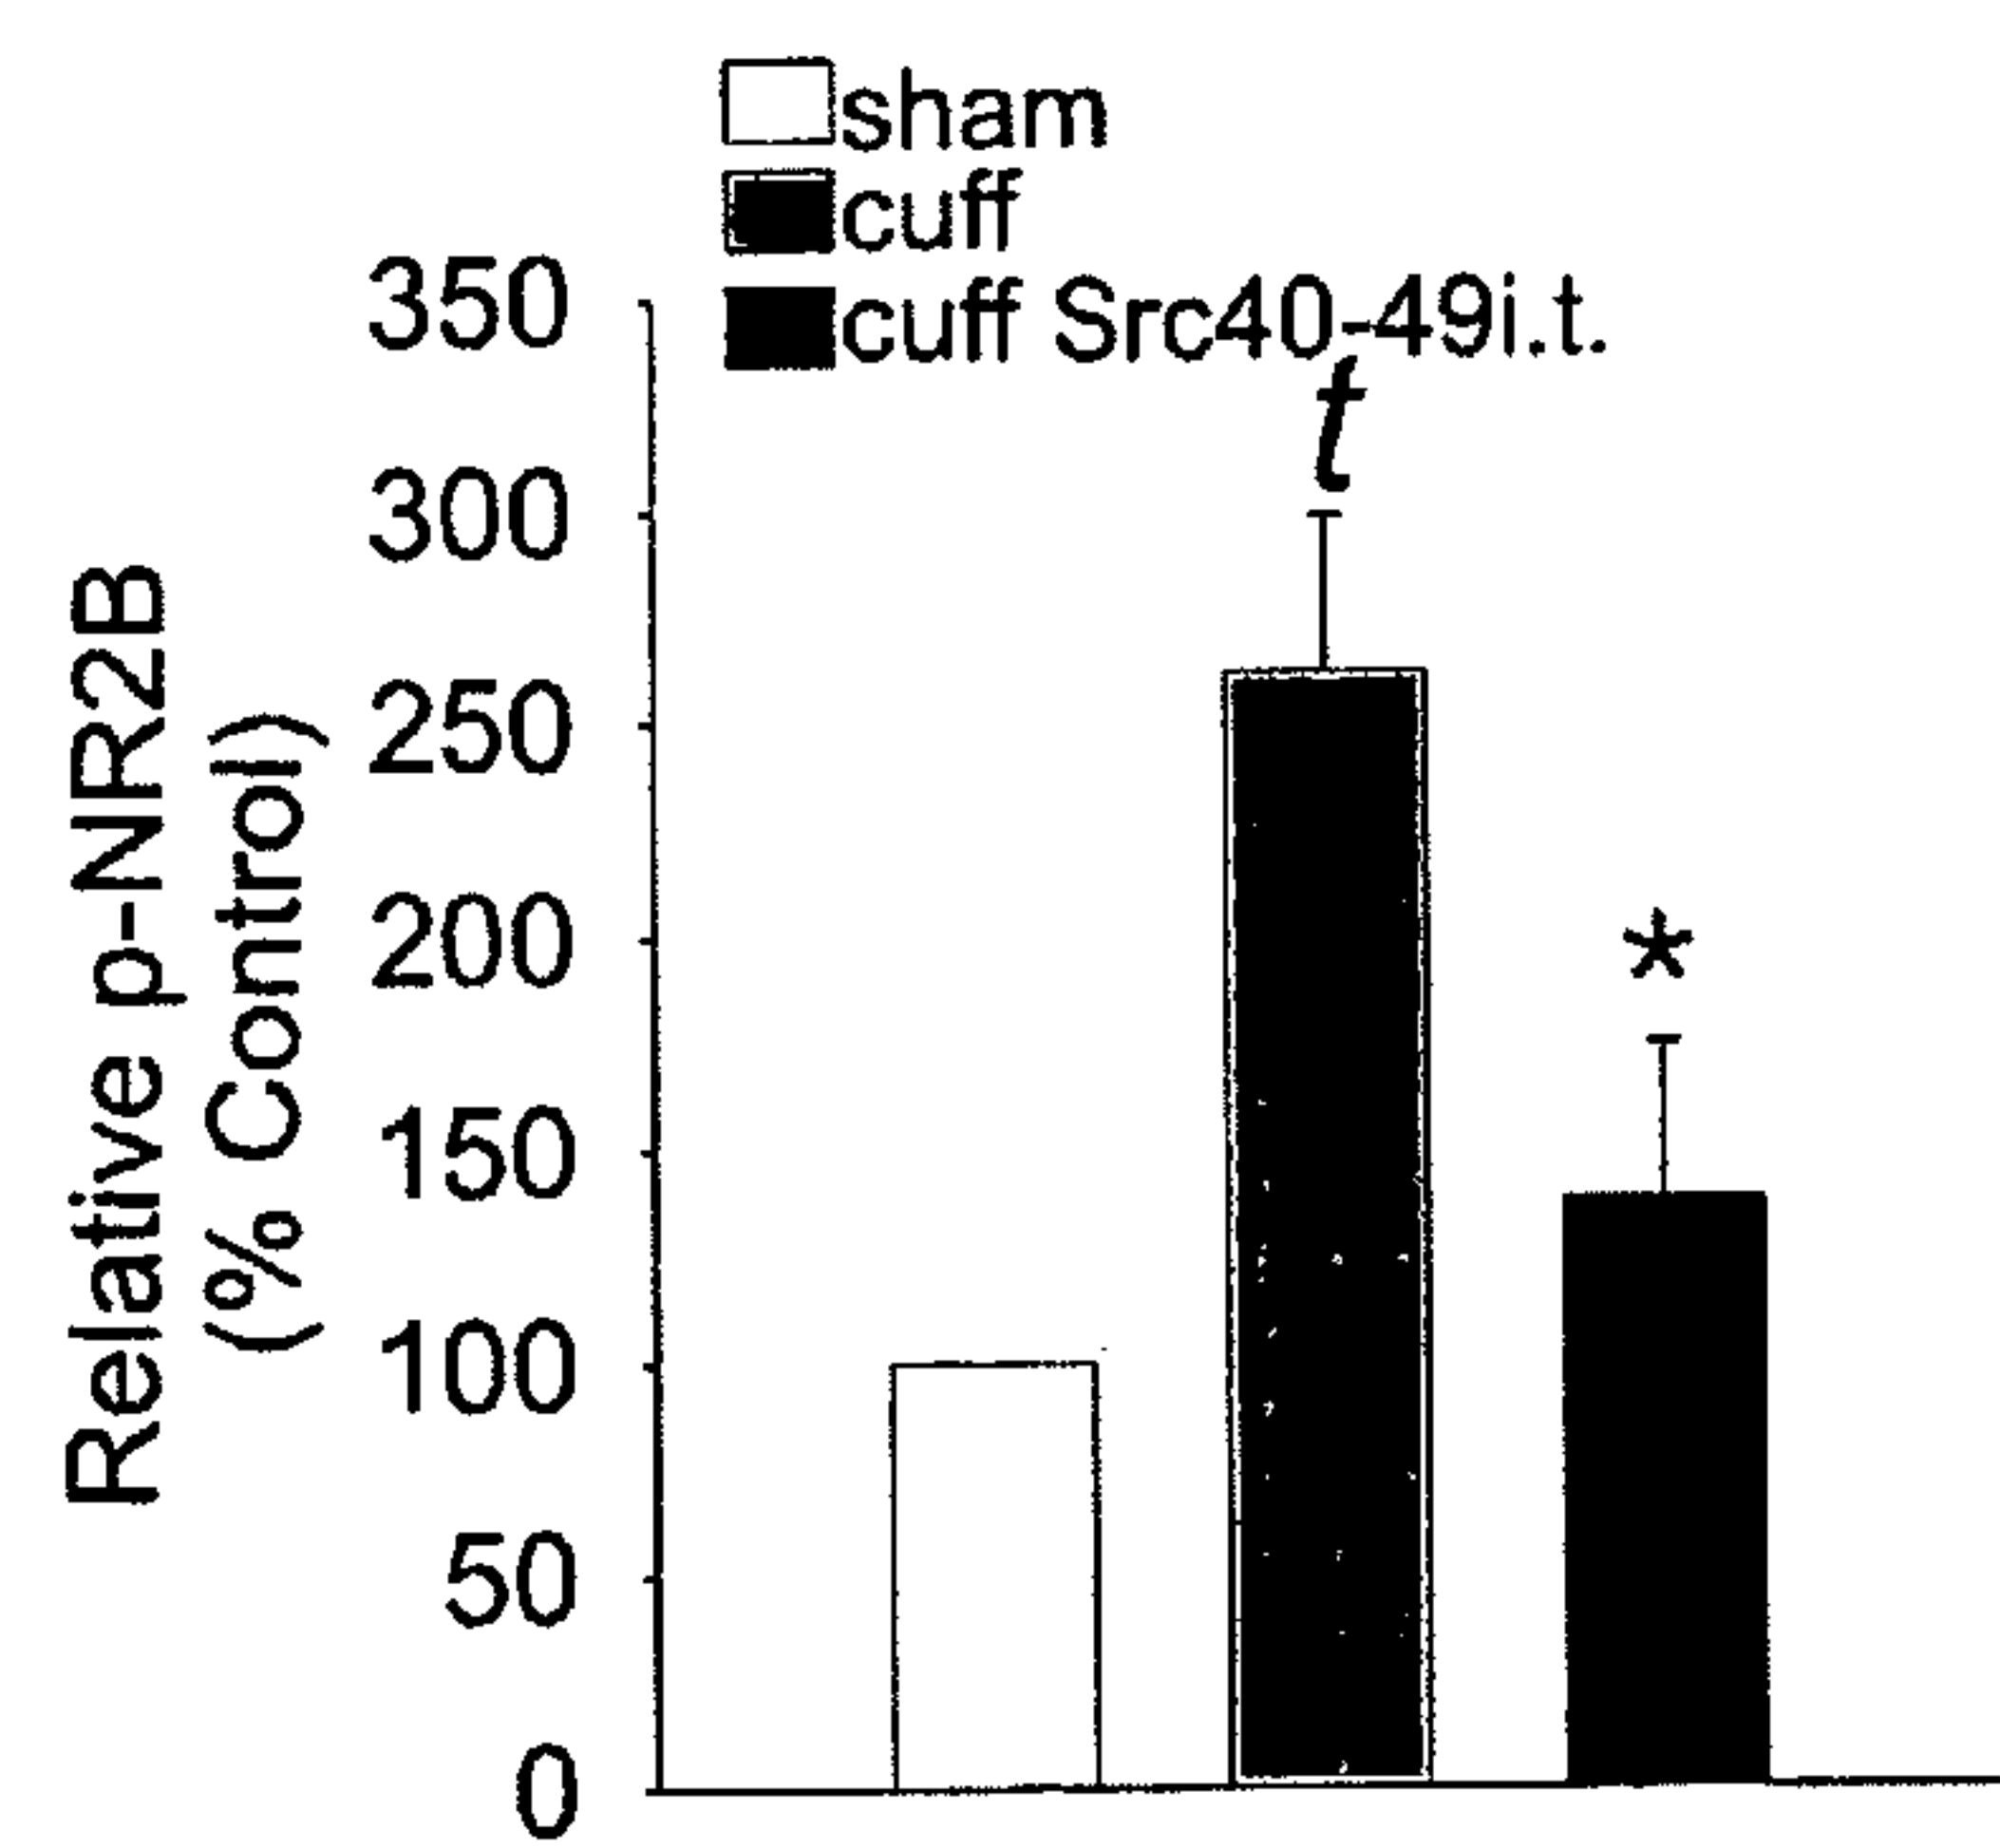 sham
cuff
cuff Src40-49i.t.
350
300
250
200
150
100
50
0
Relative p-NR2B
(% Control)
t
*